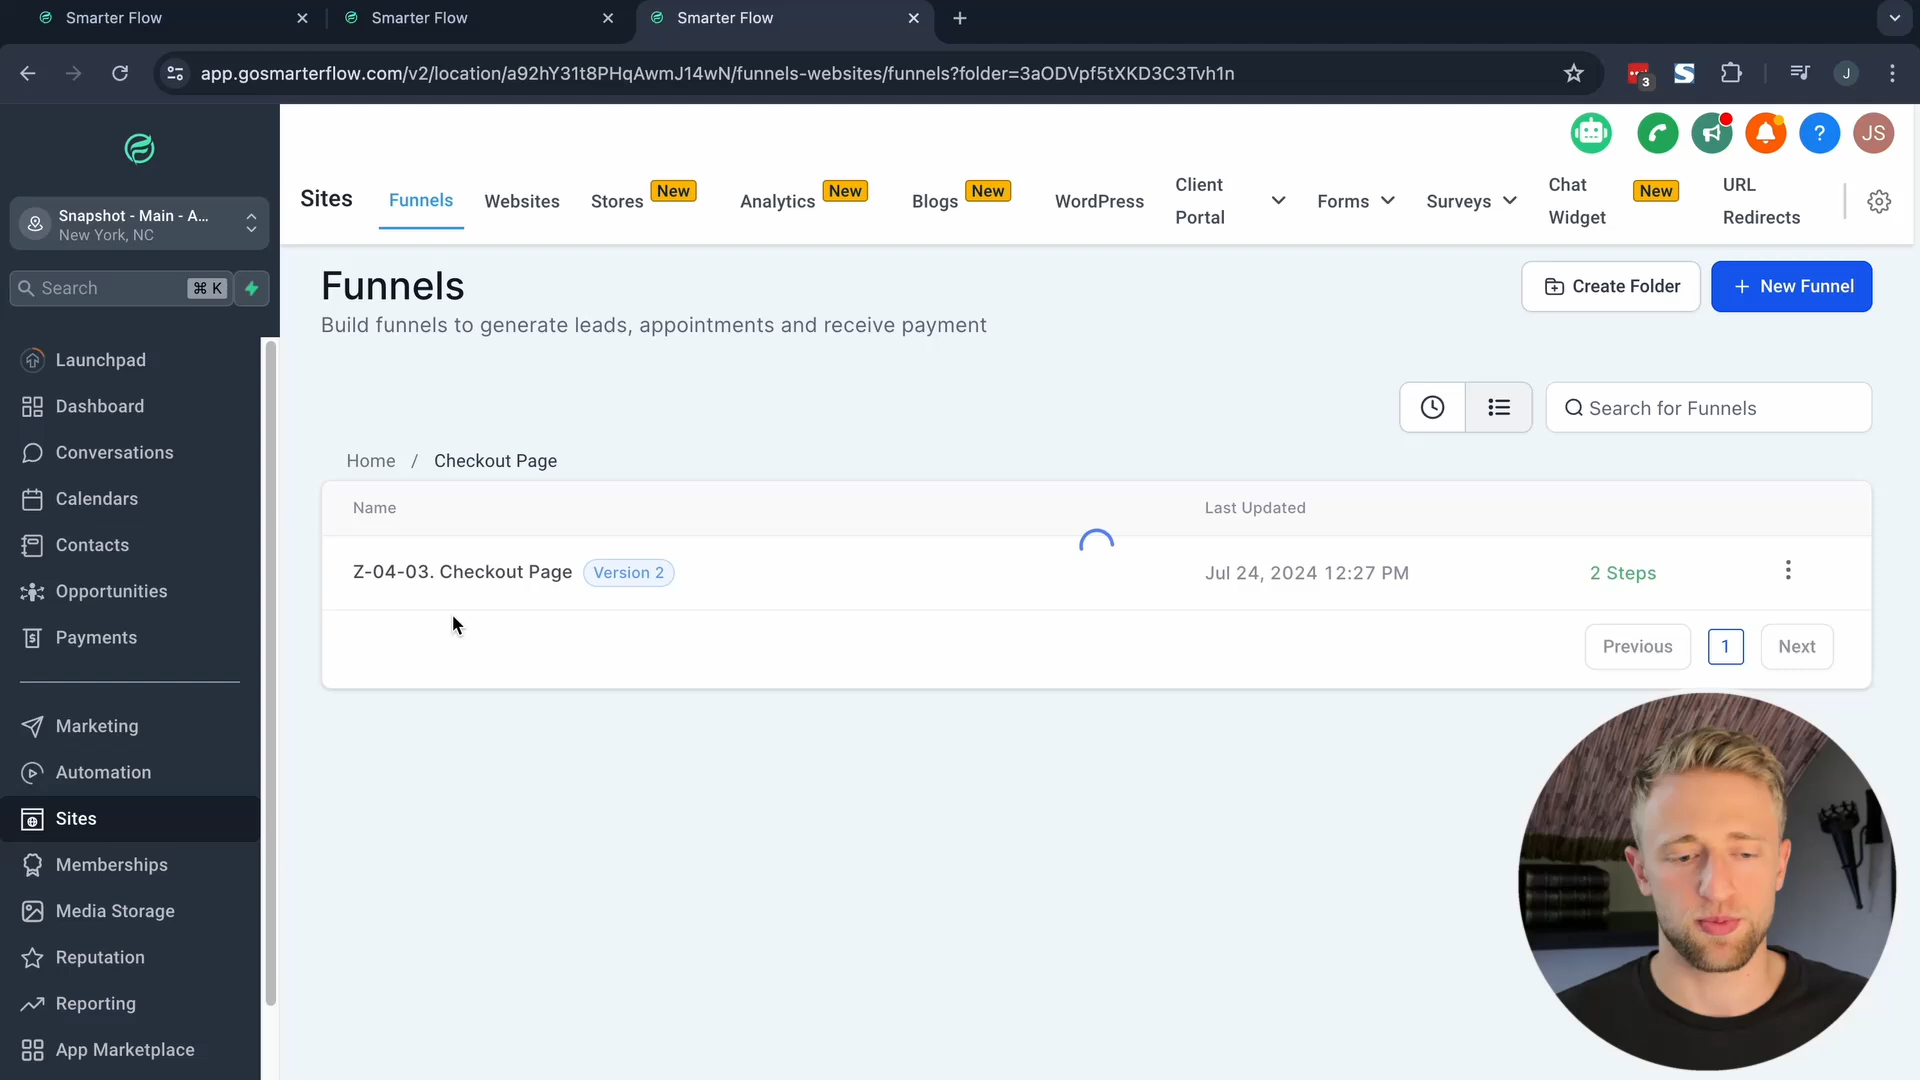 Smarter Flow
Smarter Flow
Smarter Flow
app.gosmarterflow.com/v2/location/a92hY31t8PHqAwmJ14wN/funnels-websites/funnels?folder=3aODVpf5tXKD3C3Tvh1n
3
J
JS
Snapshot - Main - A...
New York, NC
Search ⌘ K
Launchpad
Dashboard
Conversations
Calendars
Contacts
Opportunities
Payments
Marketing
Automation
Sites
Memberships
Media Storage
Reputation
Reporting
App Marketplace
Sites
Funnels
Websites
Stores New
Analytics New
Blogs New
WordPress
Client
Portal
Forms
Surveys
Chat
Widget
New
URL
Redirects
Funnels
Build funnels to generate leads, appointments and receive payment
Create Folder
+ New Funnel
Search for Funnels
Home / Checkout Page
Name Last Updated
Z-04-03. Checkout Page Version 2 Jul 24, 2024 12:27 PM 2 Steps
Previous 1 Next